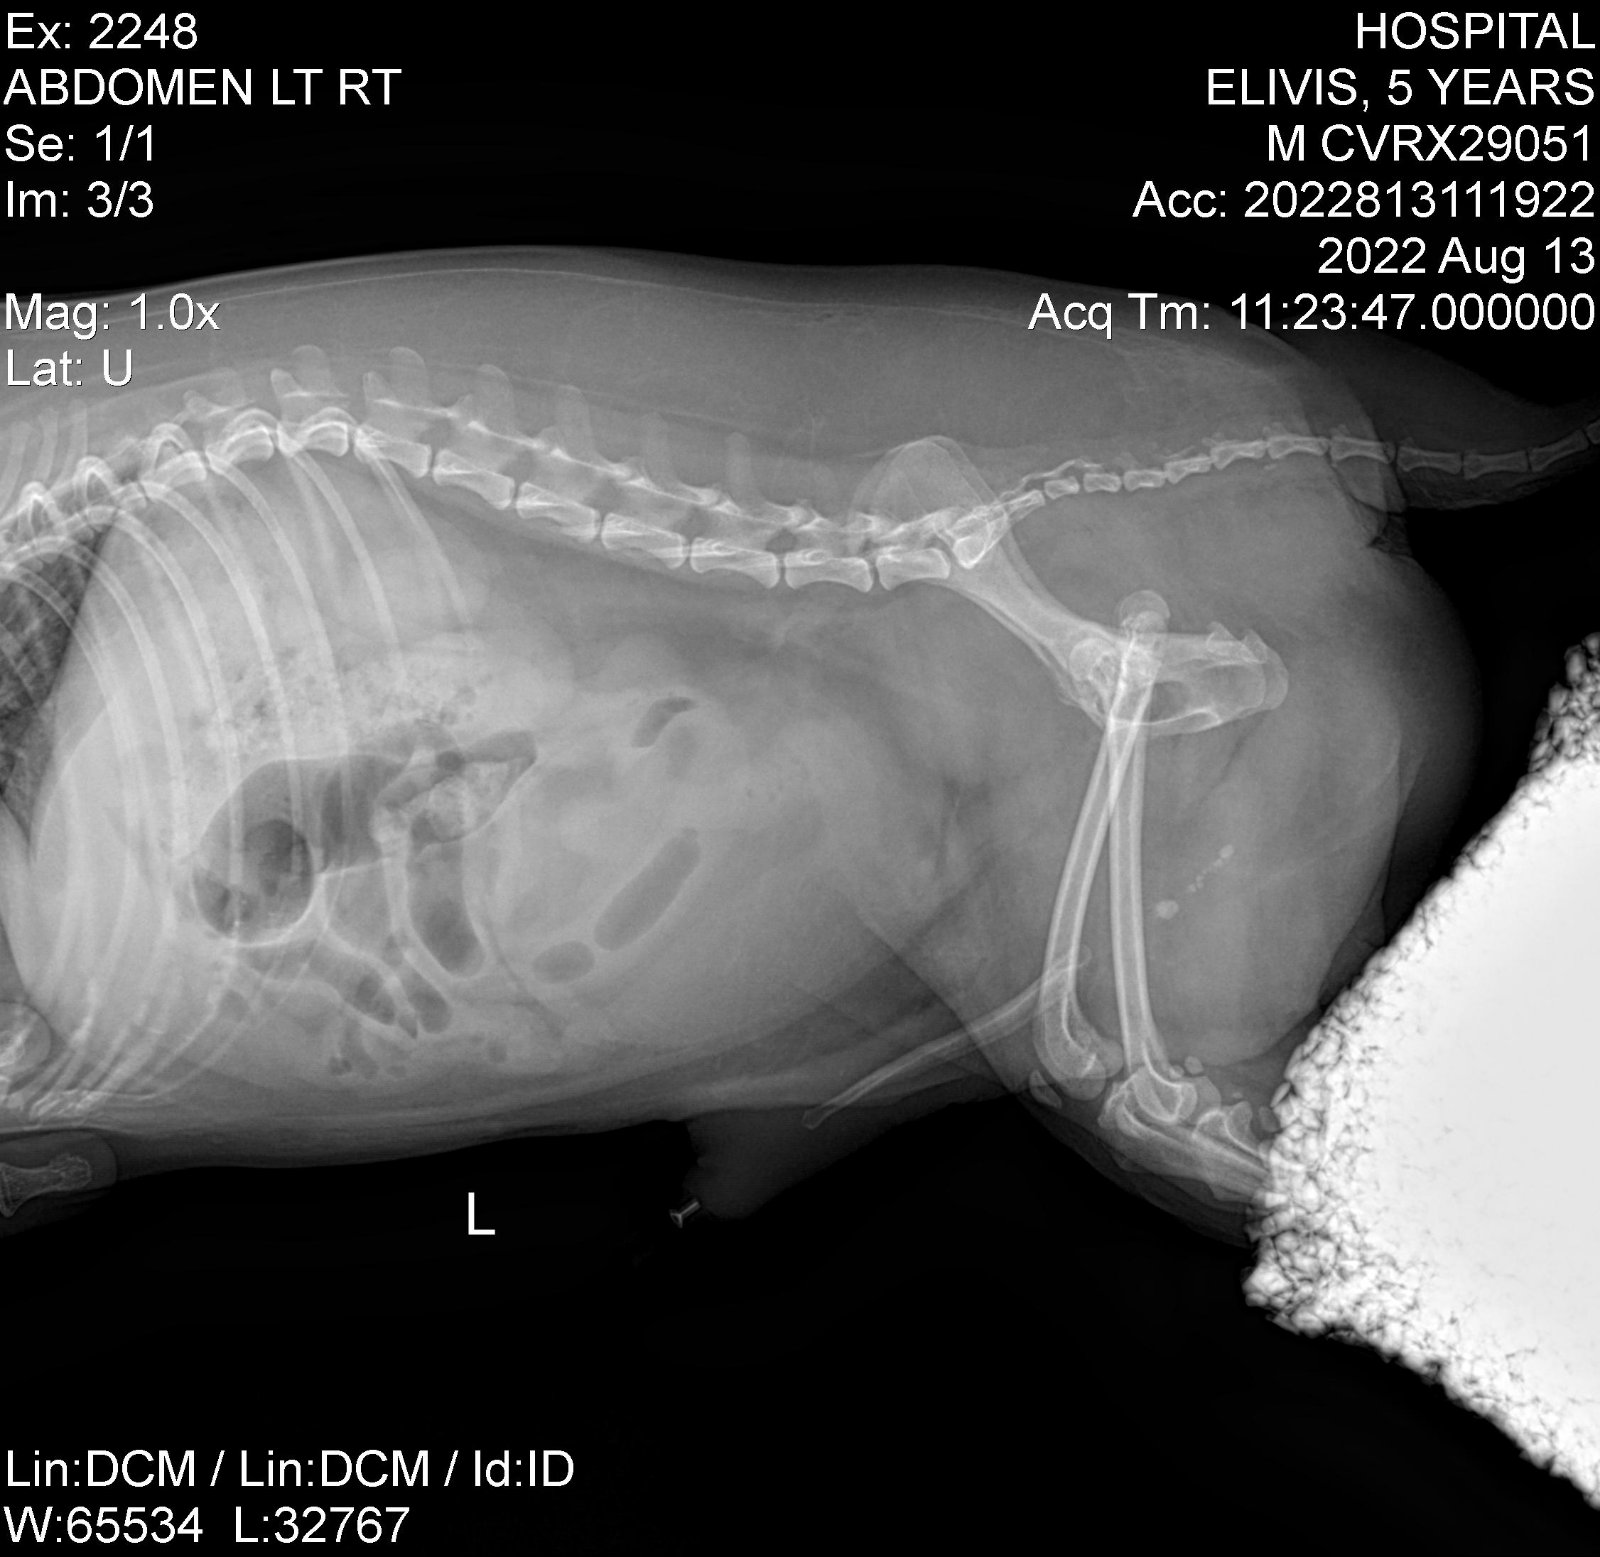 Ex: 2248
ABDOMEN LT RT
Se: 1/1
Im: 3/3
Mag: 1.0x
Lat: U
HOSPITAL
ELIVIS, 5 YEARS
M CVRX29051
Acc: 2022813111922
2022 Aug 13
Acq Tm: 11:23:47.000000
L
Lin:DCM / Lin:DCM / Id:ID
W:65534 L:32767